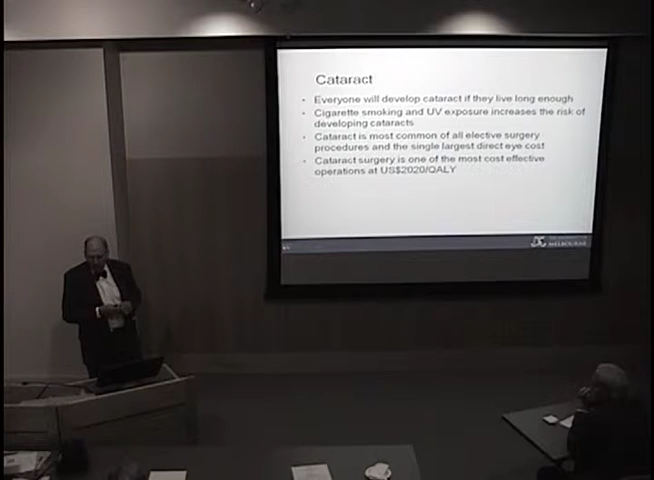 Cataract
• Everyone will develop cataract if they live long enough
• Cigarette smoking and UV exposure increases the risk of
developing cataracts
• Cataract is most common of all elective surgery
procedures and the single largest direct eye cost
• Cataract surgery is one of the most cost effective
operations at US$2020/QALY
MELBOURNE